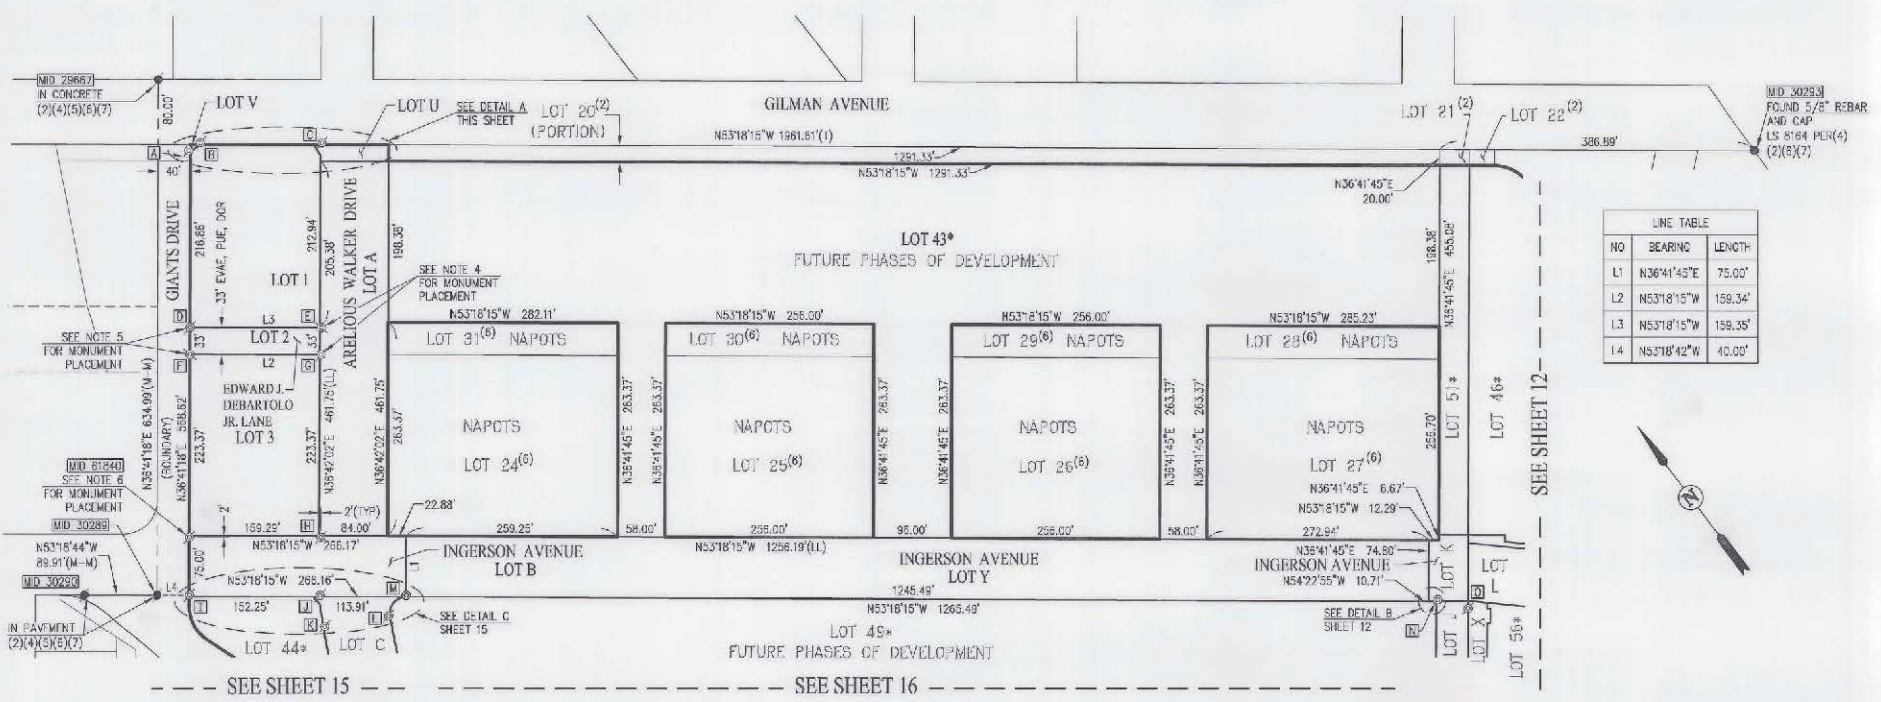 MID 29667
IN CONCRETE
(2)(4)(5)(6)(7)
80.00'
LOT V
LOT U
SEE DETAIL A
THIS SHEET
LOT 20(2)
(PORTION)
GILMAN AVENUE
N53°18'15"W 1961.61'(1)
1291.33'
N53°18'15"W 1291.33'
LOT 21(2)
LOT 22(2)
386.89'
MID 30293
FOUND 5/8" REBAR
AND CAP
LS 8164 PER(4)
(2)(6)(7)
A
B
C
40'
N36°41'45"E
20.00'
GIANTS DRIVE
216.86'
33' EVAE, PUE, DOR
LOT 1
212.94'
205.38'
ARELIOUS WALKER DRIVE
LOT A
198.38'
SEE NOTE 4
FOR MONUMENT
PLACEMENT
LOT 43*
FUTURE PHASES OF DEVELOPMENT
198.38'
N36°41'45"E 455.08'
LINE TABLE
NO BEARING LENGTH
L1 N36°41'45"E 75.00'
L2 N53°18'15"W 159.34'
L3 N53°18'15"W 159.35'
L4 N53°18'42"W 40.00'
D
L3
E
LOT 2
33'
33'
F
L2
G
SEE NOTE 5
FOR MONUMENT
PLACEMENT
N53°18'15"W 282.11'
N53°18'15"W 256.00'
N53°18'15"W 256.00'
N53°18'15"W 285.23'
LOT 31(6) NAPOTS
LOT 30(6) NAPOTS
LOT 29(6) NAPOTS
LOT 28(6) NAPOTS
EDWARD J.
DEBARTOLO
JR. LANE
LOT 3
N36°41'18"E 634.99'(M-M)
(BOUNDARY)
N36°41'18"E 568.82'
223.37'
223.37'
N36°42'02"E 461.75'(LL)
N36°42'02"E 461.75'
263.37'
N36°41'45"E 263.37'
N36°41'45"E 263.37'
N36°41'45"E 263.37'
N36°41'45"E 263.37'
N36°41'45"E 263.37'
N36°41'45"E 263.37'
256.70'
LOT 51*
LOT 46*
SEE SHEET 12
NAPOTS
LOT 24(6)
NAPOTS
LOT 25(6)
NAPOTS
LOT 26(6)
NAPOTS
LOT 27(6)
N
MID 61840
SEE NOTE 6
FOR MONUMENT
PLACEMENT
MID 30289
N53°18'44"W
89.91'(M-M)
MID 30290
N36°41'45"E 6.67'
N53°18'15"W 12.29'
2'
159.29'
H
2'(TYP)
84.00'
22.88'
259.25'
58.00'
256.00'
96.00'
256.00'
58.00'
272.94'
N53°18'15"W 266.17'
N53°18'15"W 1256.19'(LL)
75.00'
L1
INGERSON AVENUE
LOT B
INGERSON AVENUE
LOT Y
N36°41'45"E 74.80'
INGERSON AVENUE
N54°22'55"W 10.71'
LOT K
LOT
L
L4
N53°18'15"W 266.16'
M
1245.49'
N53°18'15"W 1265.49'
O
I
152.25'
J
113.91'
K
L
SEE DETAIL C
SHEET 15
SEE DETAIL B
SHEET 12
N
LOT J
LOT X
LOT 56*
IN PAVEMENT
(2)(4)(5)(6)(7)
LOT 44*
LOT C
LOT 49*
FUTURE PHASES OF DEVELOPMENT
SEE SHEET 15
SEE SHEET 16